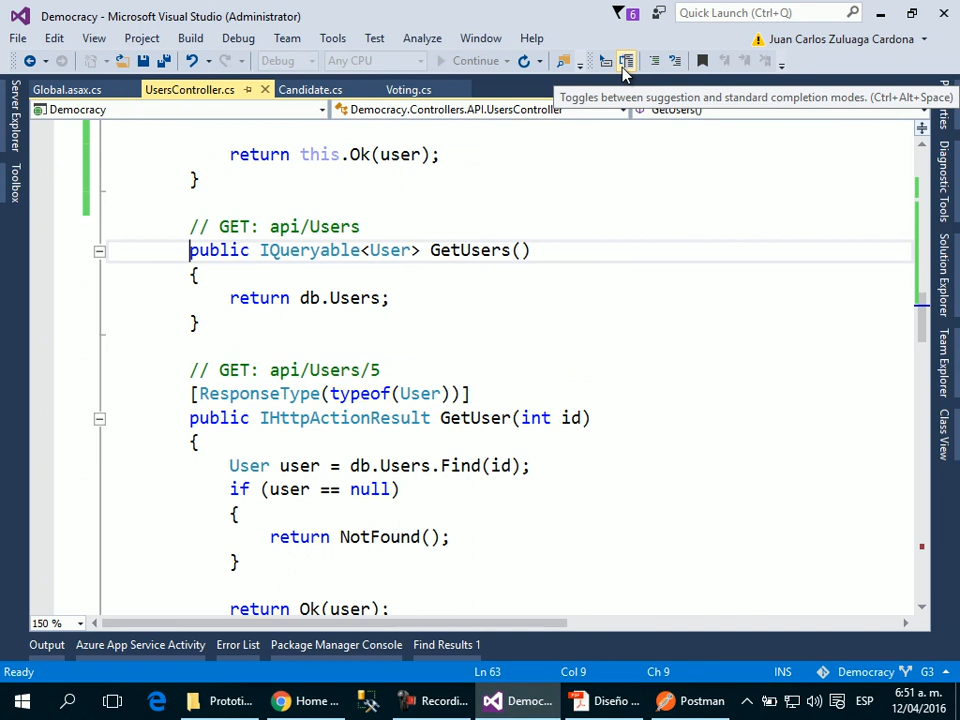 Democracy - Microsoft Visual Studio (Administrator)
6
Quick Launch (Ctrl+Q)
File Edit View Project Build Debug Team Tools Test Analyze Window Help
Juan Carlos Zuluaga Cardona
Debug Any CPU Continue
Global.asax.cs UsersController.cs Candidate.cs Voting.cs
Toggles between suggestion and standard completion modes. (Ctrl+Alt+Space)
Democracy Democracy.Controllers.API.UsersController GetUsers()
return this.Ok(user);
}
// GET: api/Users
public IQueryable<User> GetUsers()
{
return db.Users;
}
// GET: api/Users/5
[ResponseType(typeof(User))]
public IHttpActionResult GetUser(int id)
{
User user = db.Users.Find(id);
if (user == null)
{
return NotFound();
}
return Ok(user);
Server Explorer
Toolbox
Diagnostic Tools
Solution Explorer
Team Explorer
Class View
150 %
Output Azure App Service Activity Error List Package Manager Console Find Results 1
Ready Ln 63 Col 9 Ch 9 INS Democracy G3
Prototi... Home ... Recordi... Democ... Diseño ... Postman
ESP
6:51 a. m.
12/04/2016